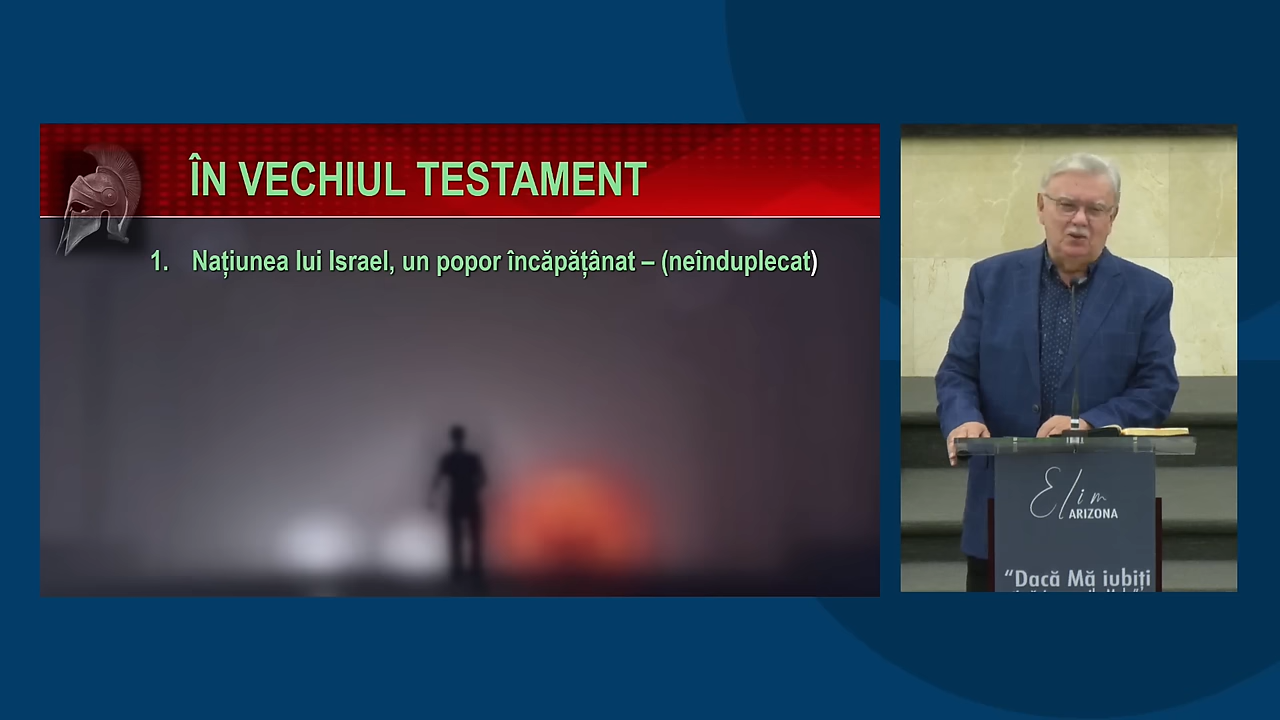 ÎN VECHIUL TESTAMENT
1. Națiunea lui Israel, un popor încăpățânat – (neînduplecat)
Elim
ARIZONA
“Dacă Mă iubiți